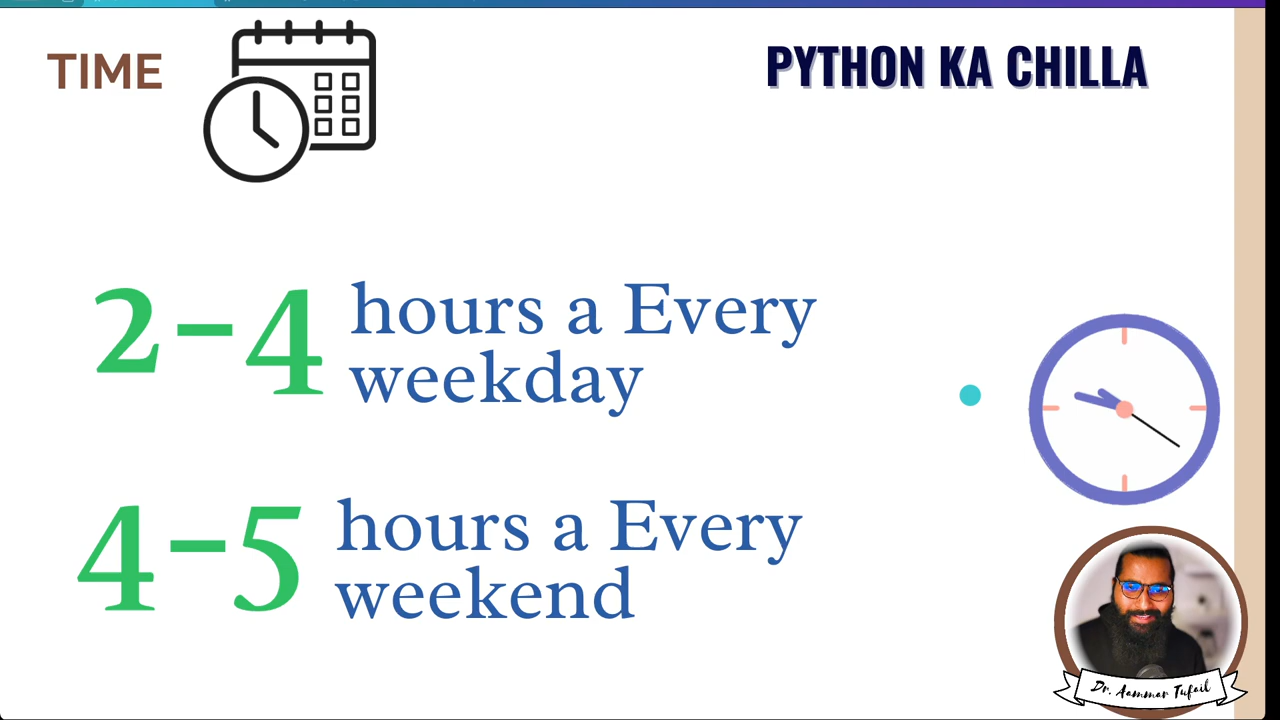 TIME
PYTHON KA CHILLA
2-4 hours a Every
weekday
4-5 hours a Every
weekend
Dr. Aammar Tufail